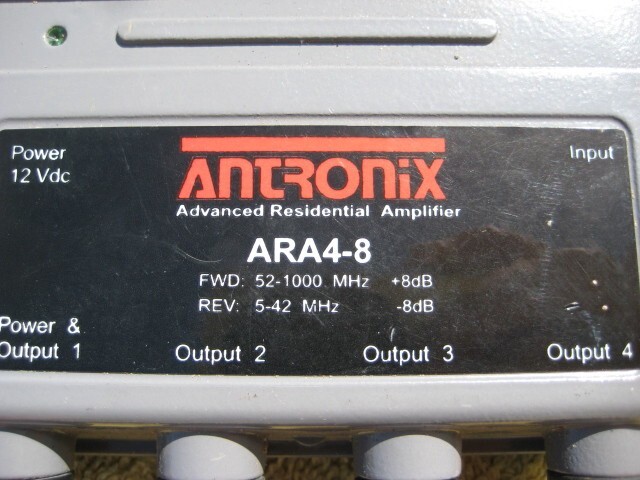 Power
12 Vdc
Input
ANTRONIX
Advanced Residential Amplifier
ARA4-8
FWD: 52-1000 MHz +8dB
REV: 5-42 MHz -8dB
Power &
Output 1
Output 2
Output 3
Output 4